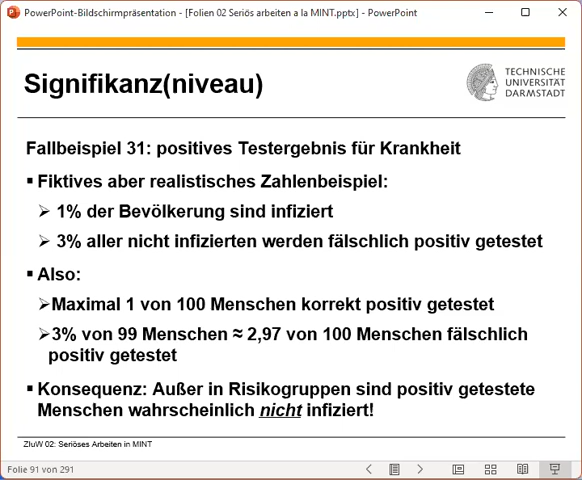 PowerPoint-Bildschirmpräsentation - [Folien 02 Seriös arbeiten a la MINT.pptx] - PowerPoint
Signifikanz(niveau)
TECHNISCHE
UNIVERSITÄT
DARMSTADT
Fallbeispiel 31: positives Testergebnis für Krankheit
▪ Fiktives aber realistisches Zahlenbeispiel:
➢ 1% der Bevölkerung sind infiziert
➢ 3% aller nicht infizierten werden fälschlich positiv getestet
▪ Also:
➢Maximal 1 von 100 Menschen korrekt positiv getestet
➢3% von 99 Menschen ≈ 2,97 von 100 Menschen fälschlich
positiv getestet
▪ Konsequenz: Außer in Risikogruppen sind positiv getestete
Menschen wahrscheinlich nicht infiziert!
ZIuW 02: Seriöses Arbeiten in MINT
Folie 91 von 291